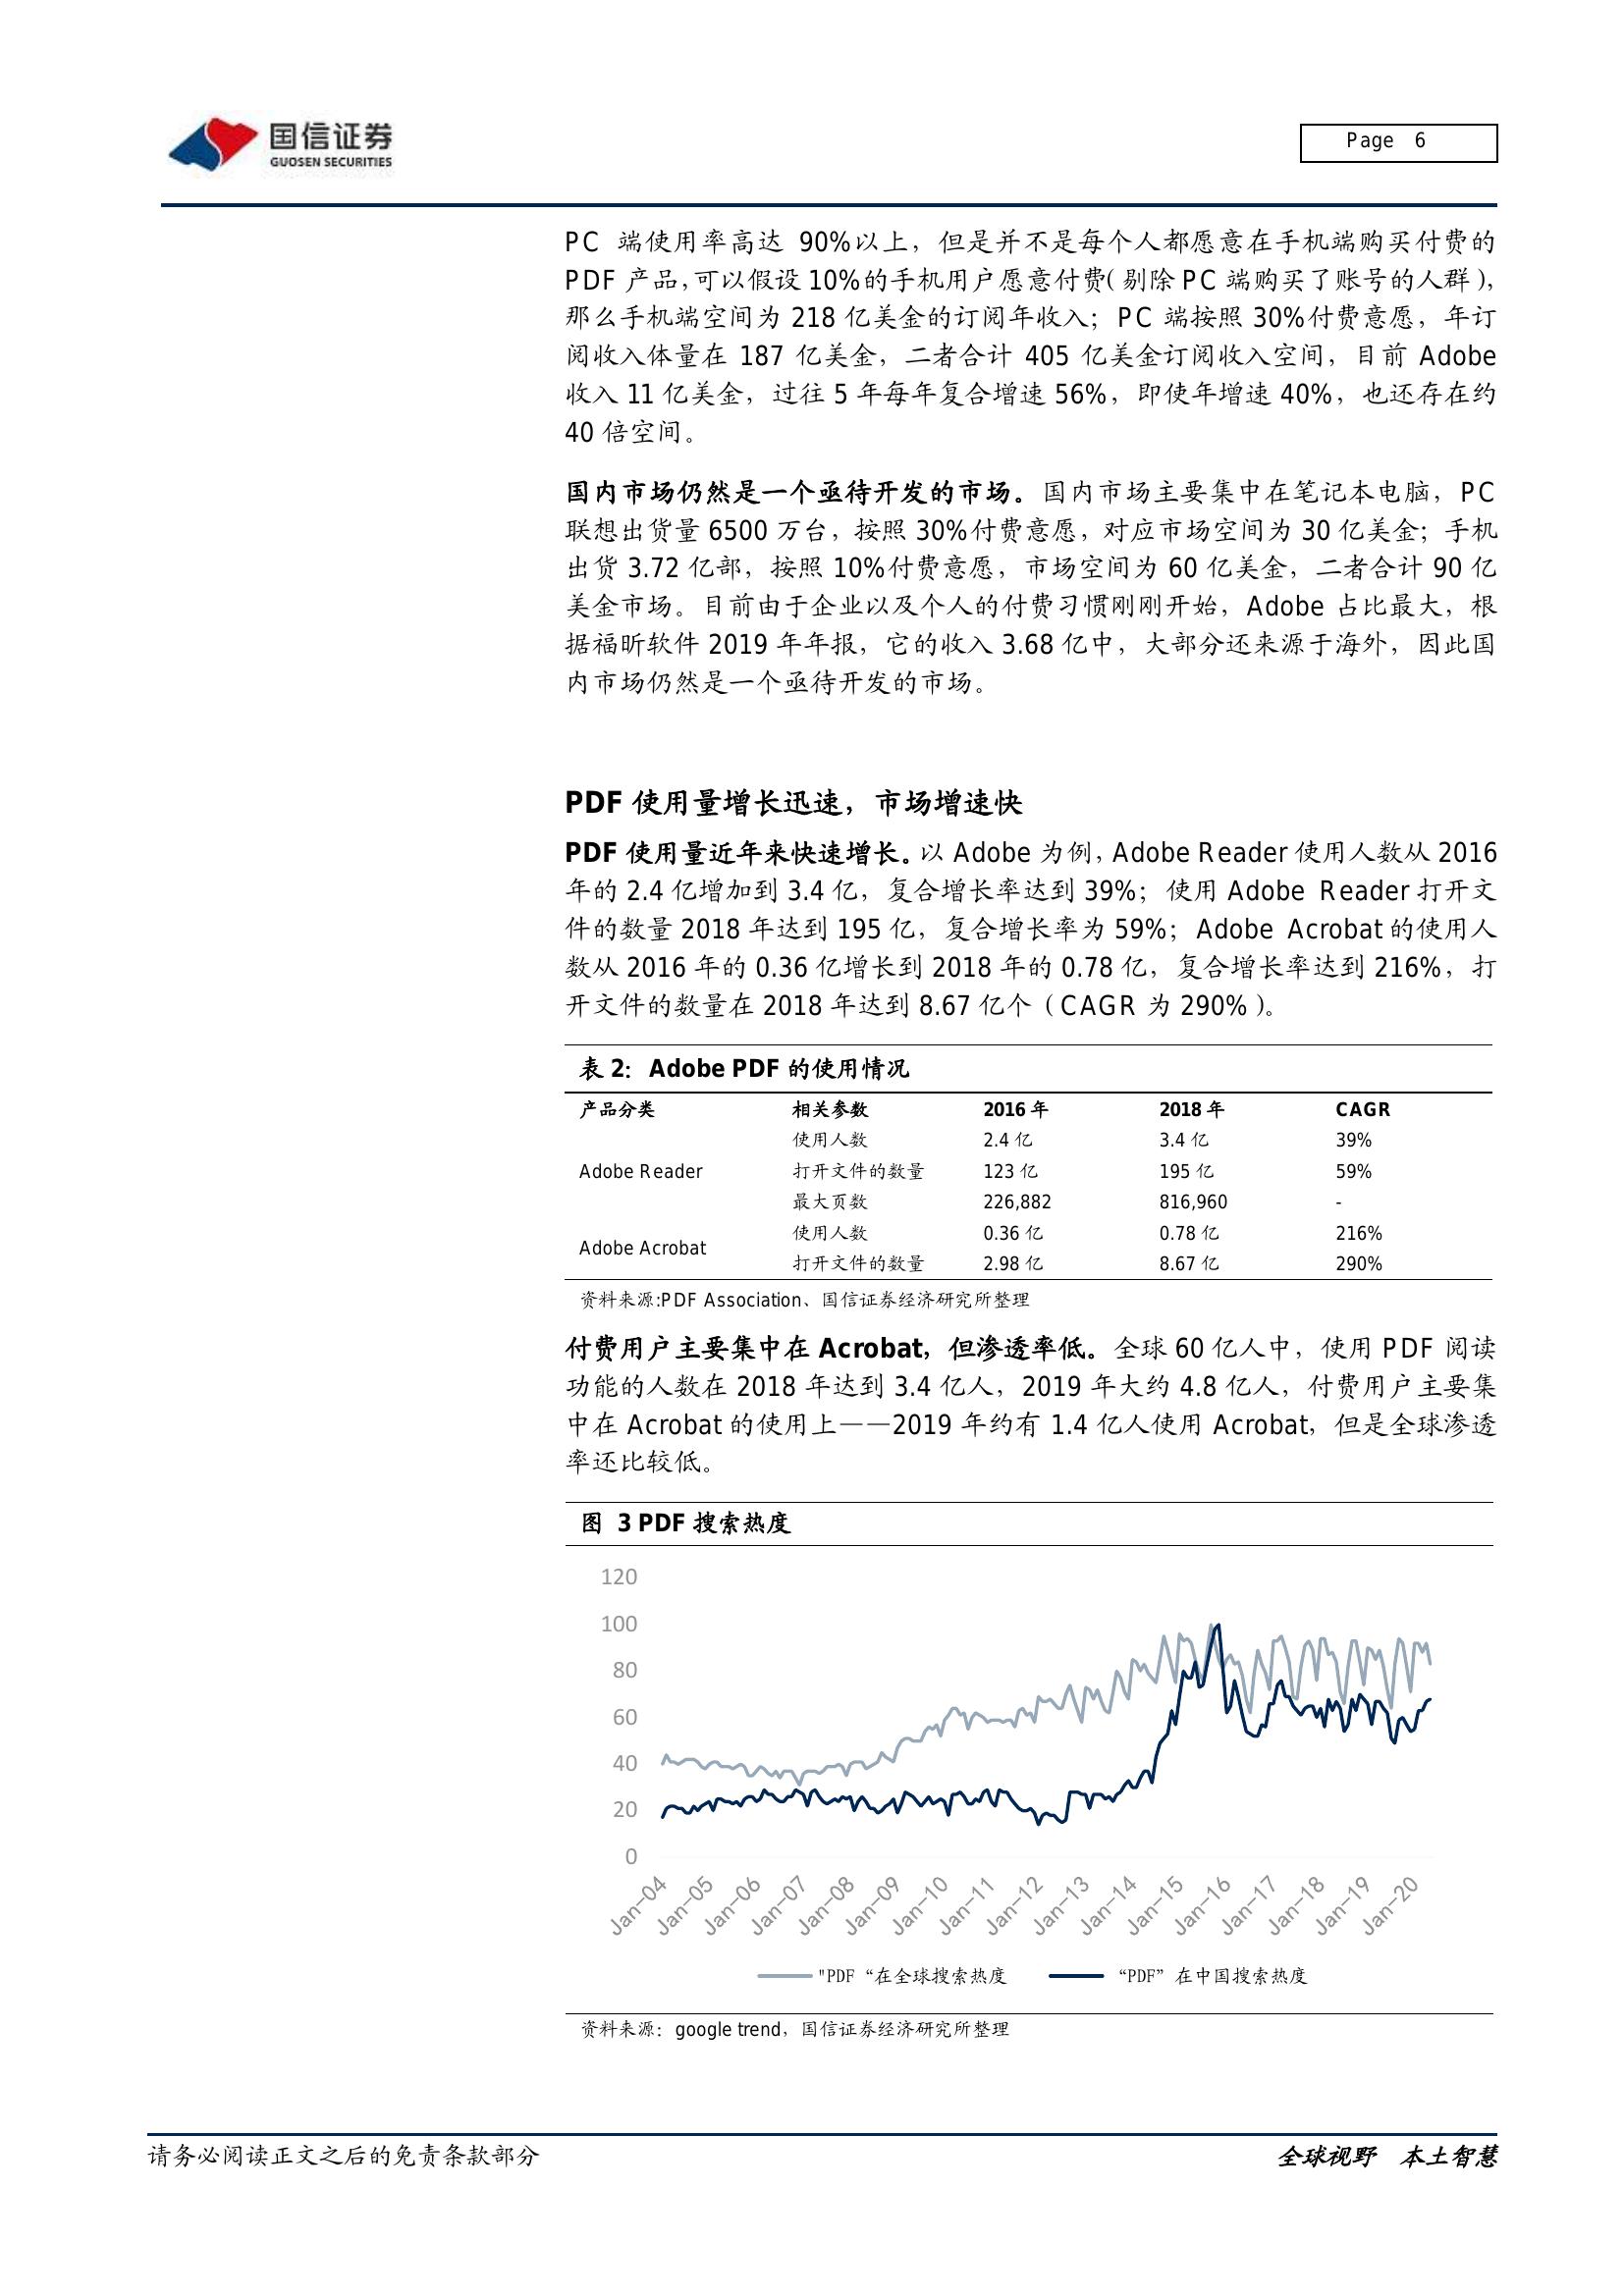 国信证券
GUOSEN SECURITIES
Page 6
PC 端使用率高达 90%以上，但是并不是每个人都愿意在手机端购买付费的
PDF 产品，可以假设 10%的手机用户愿意付费（剔除 PC 端购买了账号的人群），
那么手机端空间为 218 亿美金的订阅年收入；PC 端按照 30%付费意愿，年订
阅收入体量在 187 亿美金，二者合计 405 亿美金订阅收入空间，目前 Adobe
收入 11 亿美金，过往 5 年每年复合增速 56%，即使年增速 40%，也还存在约
40 倍空间。
国内市场仍然是一个亟待开发的市场。国内市场主要集中在笔记本电脑，PC
联想出货量 6500 万台，按照 30%付费意愿，对应市场空间为 30 亿美金；手机
出货 3.72 亿部，按照 10%付费意愿，市场空间为 60 亿美金，二者合计 90 亿
美金市场。目前由于企业以及个人的付费习惯刚刚开始，Adobe 占比最大，根
据福昕软件 2019 年年报，它的收入 3.68 亿中，大部分还来源于海外，因此国
内市场仍然是一个亟待开发的市场。
PDF 使用量增长迅速，市场增速快
PDF 使用量近年来快速增长。以 Adobe 为例，Adobe Reader 使用人数从 2016
年的 2.4 亿增加到 3.4 亿，复合增长率达到 39%；使用 Adobe Reader 打开文
件的数量 2018 年达到 195 亿，复合增长率为 59%；Adobe Acrobat 的使用人
数从 2016 年的 0.36 亿增长到 2018 年的 0.78 亿，复合增长率达到 216%，打
开文件的数量在 2018 年达到 8.67 亿个（CAGR 为 290%）。
表 2：Adobe PDF 的使用情况
产品分类 相关参数 2016 年 2018 年 CAGR
使用人数 2.4 亿 3.4 亿 39%
Adobe Reader 打开文件的数量 123 亿 195 亿 59%
最大页数 226,882 816,960 -
Adobe Acrobat 使用人数 0.36 亿 0.78 亿 216%
打开文件的数量 2.98 亿 8.67 亿 290%
资料来源:PDF Association、国信证券经济研究所整理
付费用户主要集中在 Acrobat，但渗透率低。全球 60 亿人中，使用 PDF 阅读
功能的人数在 2018 年达到 3.4 亿人，2019 年大约 4.8 亿人，付费用户主要集
中在 Acrobat 的使用上——2019 年约有 1.4 亿人使用 Acrobat，但是全球渗透
率还比较低。
图 3 PDF 搜索热度
120
100
80
60
40
20
0
Jan-04 Jan-05 Jan-06 Jan-07 Jan-08 Jan-09 Jan-10 Jan-11 Jan-12 Jan-13 Jan-14 Jan-15 Jan-16 Jan-17 Jan-18 Jan-19 Jan-20
"PDF“在全球搜索热度 “PDF”在中国搜索热度
资料来源：google trend，国信证券经济研究所整理
请务必阅读正文之后的免责条款部分 全球视野 本土智慧